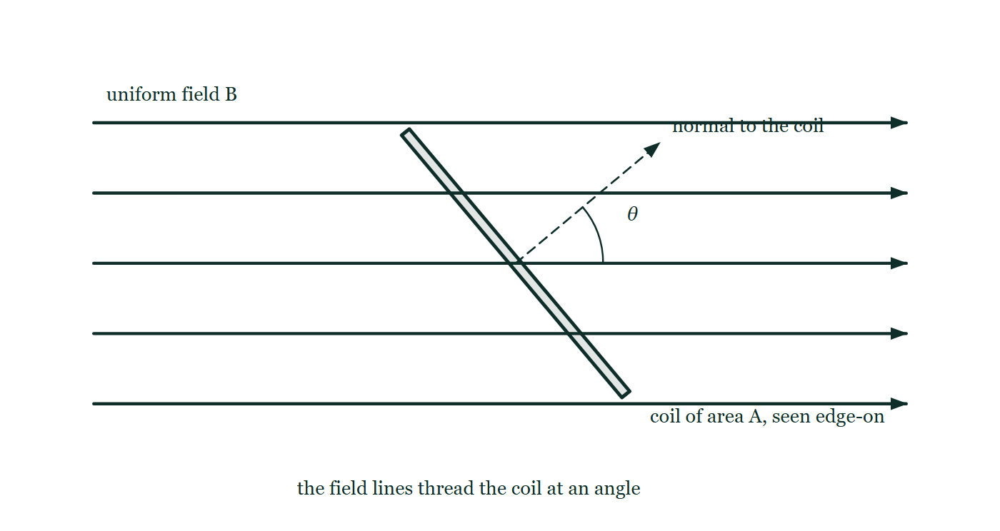 uniform field B
normal to the coil
θ
coil of area A, seen edge-on
the field lines thread the coil at an angle